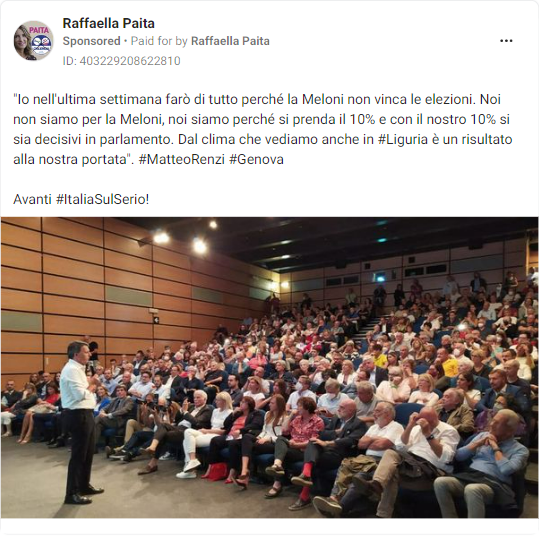 Raffaella Paita
Sponsored • Paid for by Raffaella Paita
ID: 403229208622810
"Io nell'ultima settimana farò di tutto perché la Meloni non vinca le elezioni. Noi
non siamo per la Meloni, noi siamo perché si prenda il 10% e con il nostro 10% si
sia decisivi in parlamento. Dal clima che vediamo anche in #Liguria è un risultato
alla nostra portata". #MatteoRenzi #Genova
Avanti #ItaliaSulSerio!
PAITA